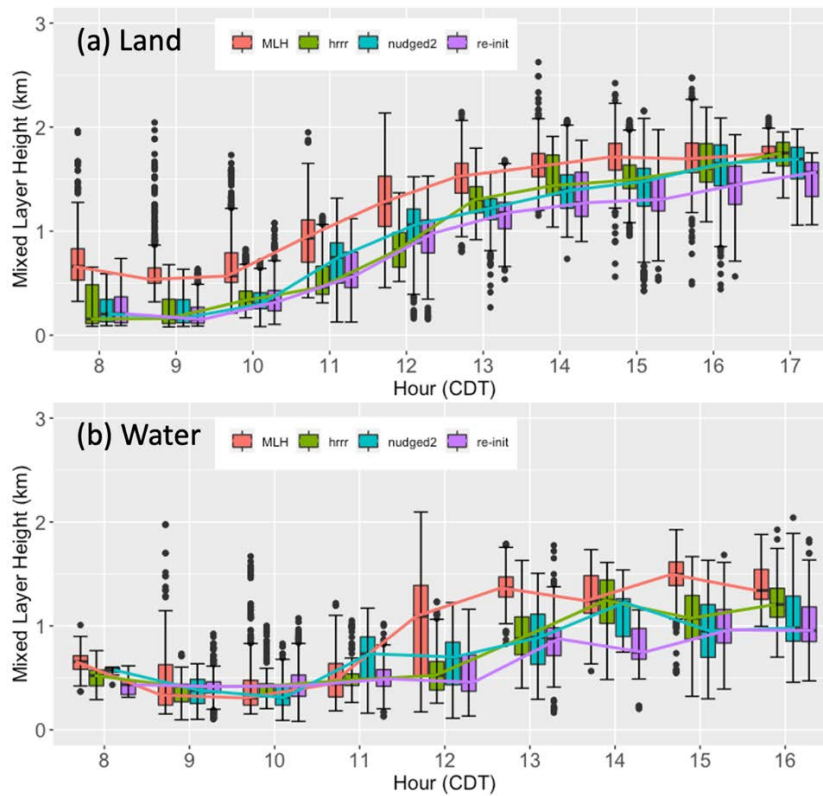 (a) Land
MLH hrrr nudged2 re-init
Mixed Layer Height (km)
3
2
1
0
8 9 10 11 12 13 14 15 16 17
Hour (CDT)
(b) Water
MLH hrrr nudged2 re-init
Mixed Layer Height (km)
3
2
1
0
8 9 10 11 12 13 14 15 16
Hour (CDT)